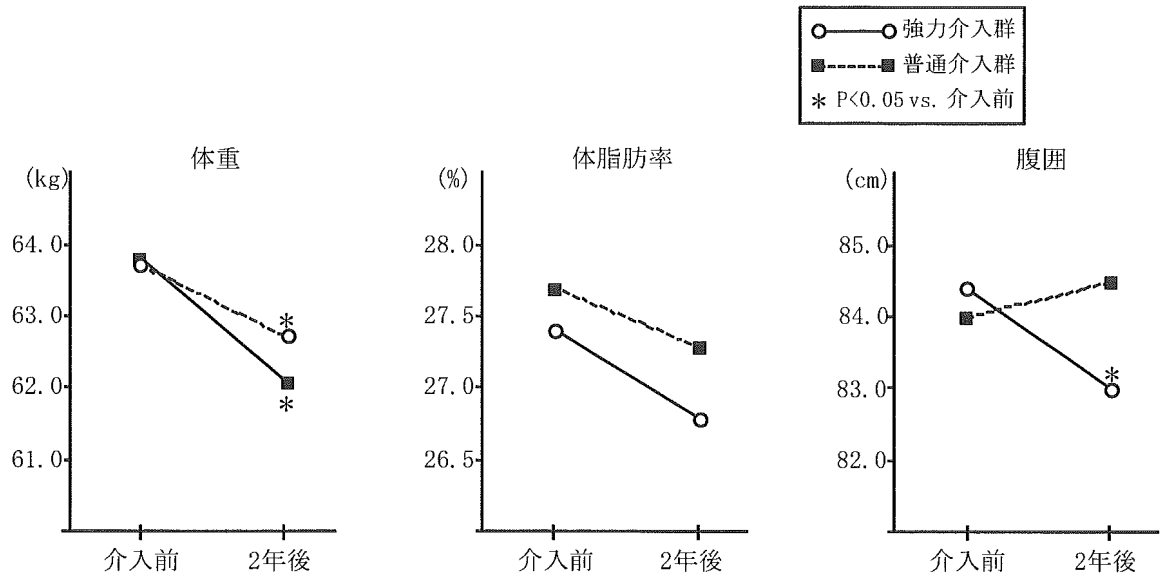 強力介入群
普通介入群
* P<0.05 vs. 介入前
体重
(kg)
64.0
63.0
62.0
61.0
*
*
介入前 2年後
体脂肪率
(%)
28.0
27.5
27.0
26.5
介入前 2年後
腹囲
(cm)
85.0
84.0
83.0
82.0
*
介入前 2年後